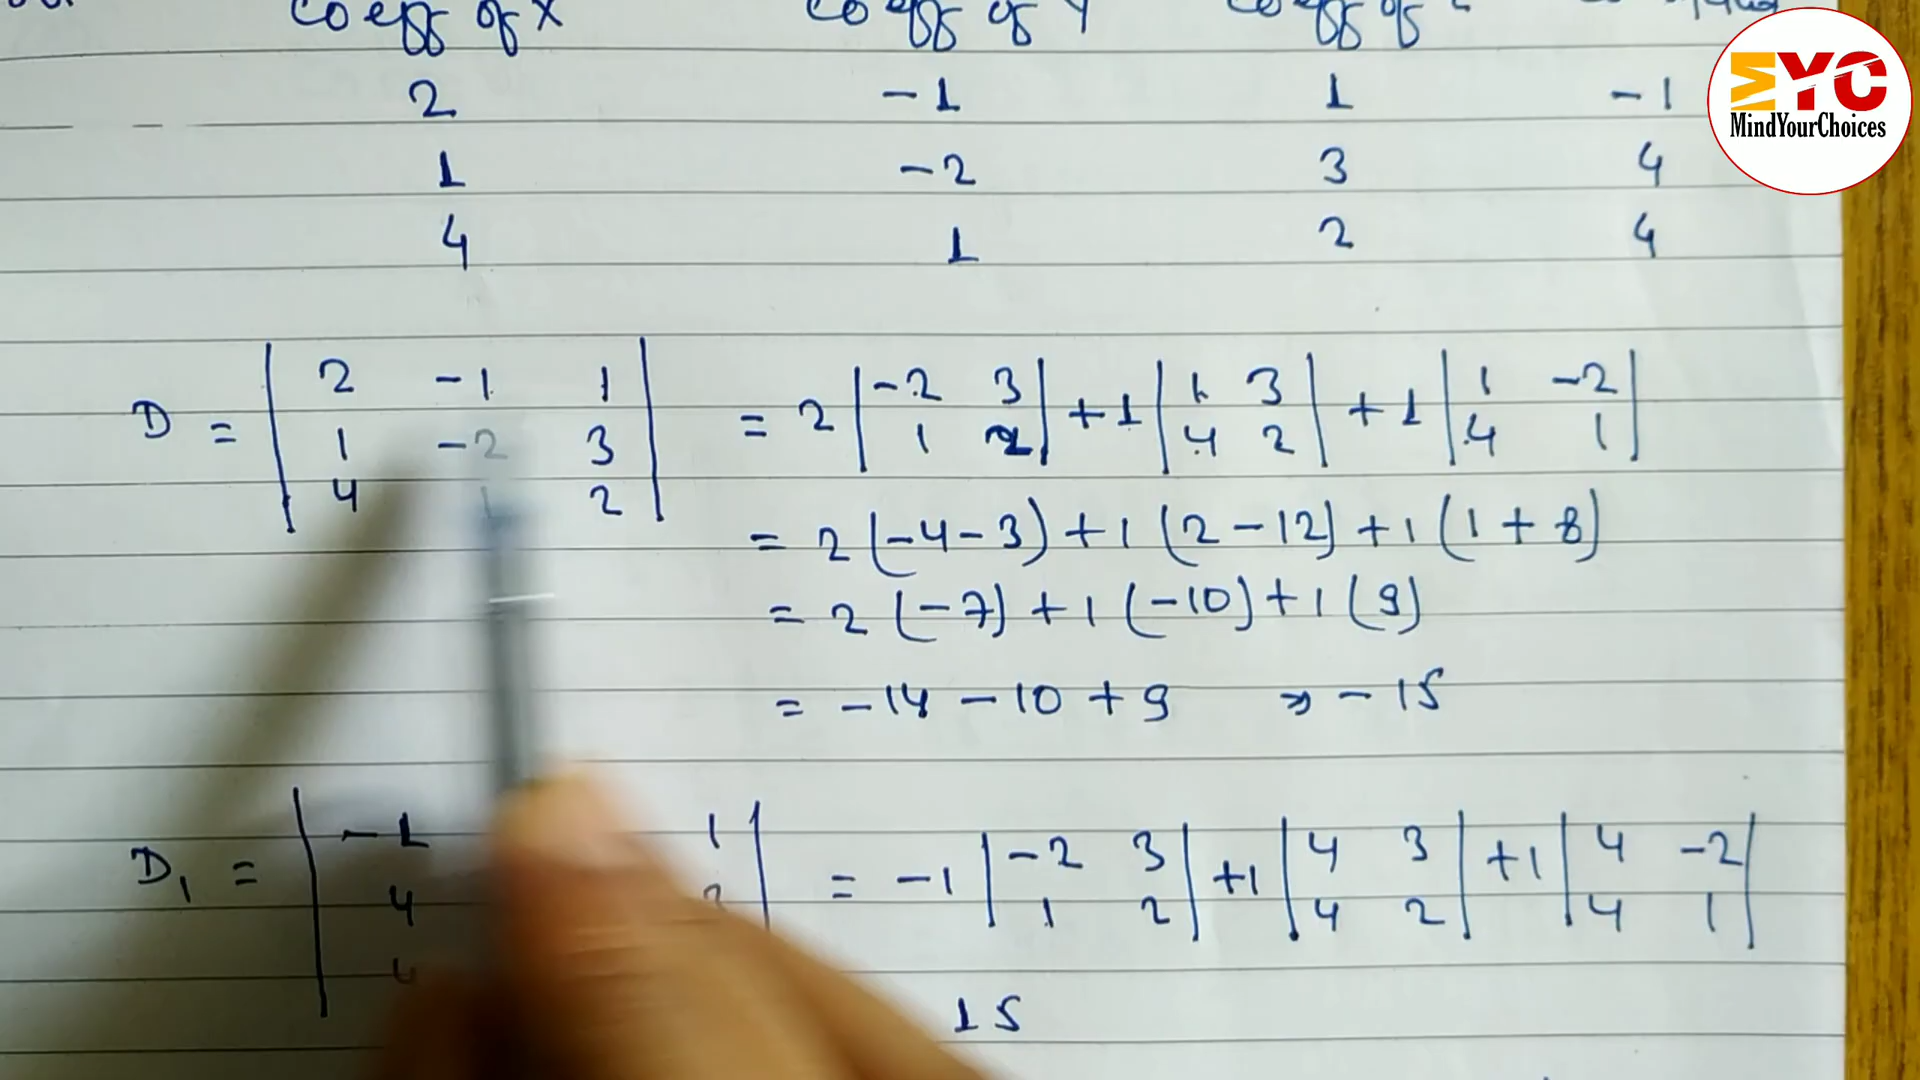 coeff of x coeff of y coeff of
2 -1 1 -1
1 -2 3 4
4 1 2 4
MYC
MindYourChoices
D = | 2 -1 1 | = 2 | -2 3 | + 1 | 1 3 | + 1 | 1 -2 |
| 1 -2 3 | | 1 2 | | 4 2 | | 4 1 |
| 4 1 2 |
= 2 (-4-3) + 1 (2-12) + 1 (1+8)
= 2 (-7) + 1 (-10) + 1 (9)
= -14 - 10 + 9 ⇒ -15
D1 = | -1 1 | = -1 | -2 3 | +1 | 4 3 | +1 | 4 -2 |
| 4 | | 1 2 | | 4 2 | | 4 1 |
15